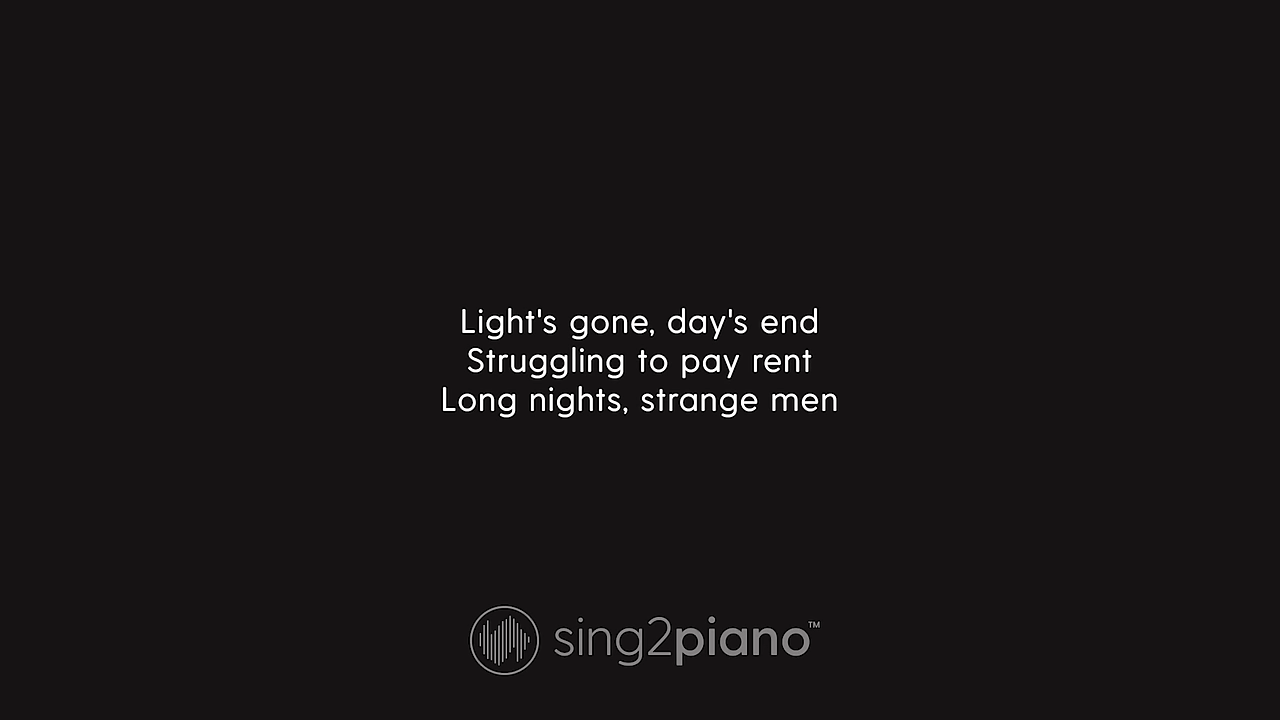 Light's gone, day's end
Struggling to pay rent
Long nights, strange men
sing2piano™